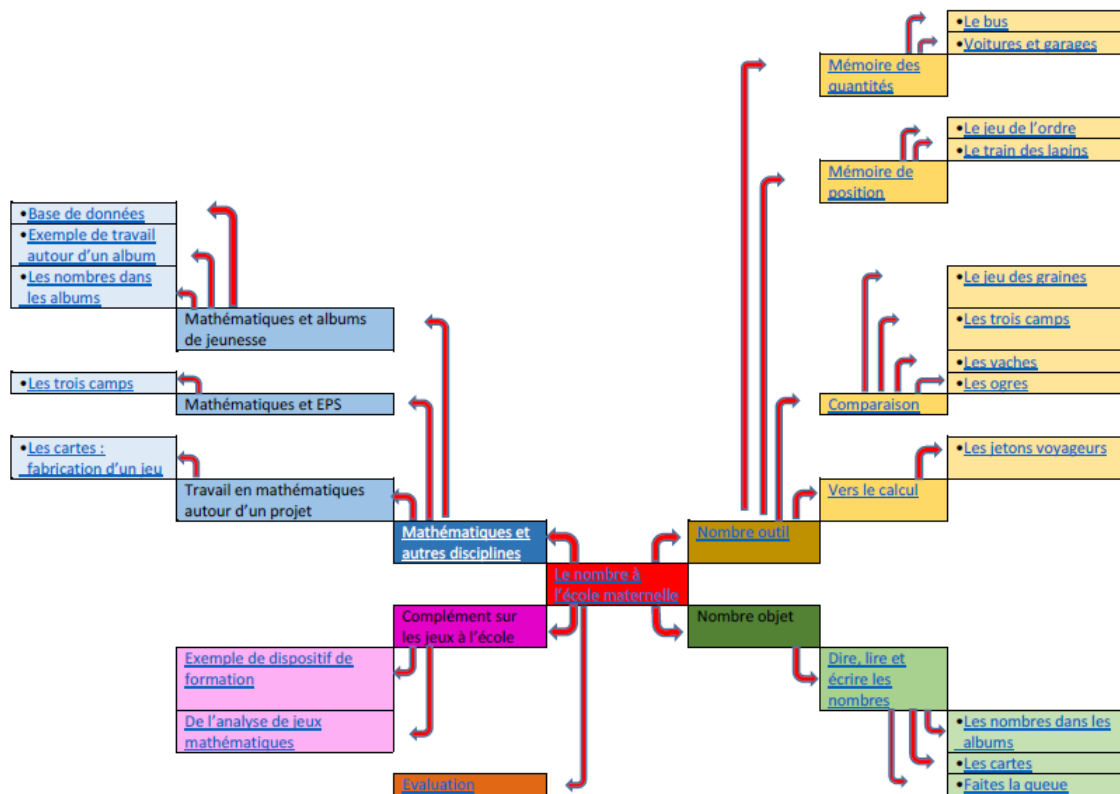 •Le bus
•Voitures et garages
Mémoire des
quantités
•Le jeu de l'ordre
•Le train des lapins
Mémoire de
position
•Base de données
•Exemple de travail
autour d'un album
•Les nombres dans
les albums
Mathématiques et albums
de jeunesse
•Le jeu des graines
•Les trois camps
•Les vaches
•Les ogres
Comparaison
•Les trois camps
Mathématiques et EPS
•Les cartes :
fabrication d'un jeu
Travail en mathématiques
autour d'un projet
•Les jetons voyageurs
Vers le calcul
Mathématiques et
autres disciplines
Nombre outil
Le nombre à
l'école maternelle
Complément sur
les jeux à l'école
Nombre objet
Exemple de dispositif de
formation
De l'analyse de jeux
mathématiques
Dire, lire et
écrire les
nombres
•Les nombres dans les
albums
•Les cartes
•Faites la queue
Evaluation